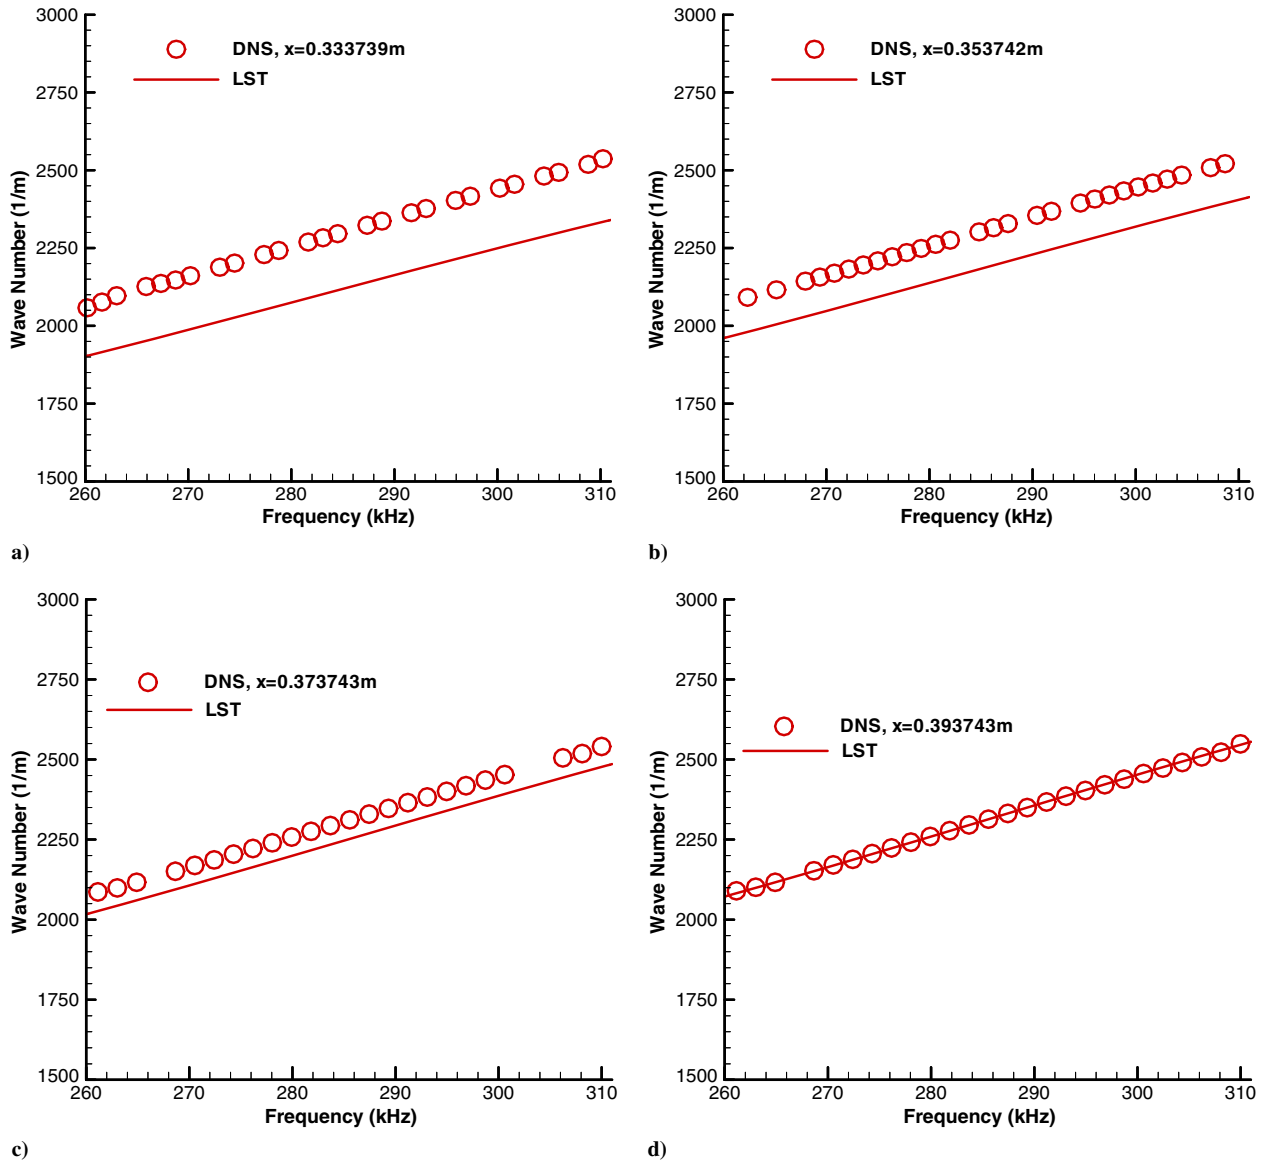 3000
2750
2500
2250
2000
1750
1500
Wave Number (1/m)
DNS, x=0.333739m
LST
260 270 280 290 300 310
Frequency (kHz)
a)
3000
2750
2500
2250
2000
1750
1500
Wave Number (1/m)
DNS, x=0.353742m
LST
260 270 280 290 300 310
Frequency (kHz)
b)
3000
2750
2500
2250
2000
1750
1500
Wave Number (1/m)
DNS, x=0.373743m
LST
260 270 280 290 300 310
Frequency (kHz)
c)
3000
2750
2500
2250
2000
1750
1500
Wave Number (1/m)
DNS, x=0.393743m
LST
260 270 280 290 300 310
Frequency (kHz)
d)